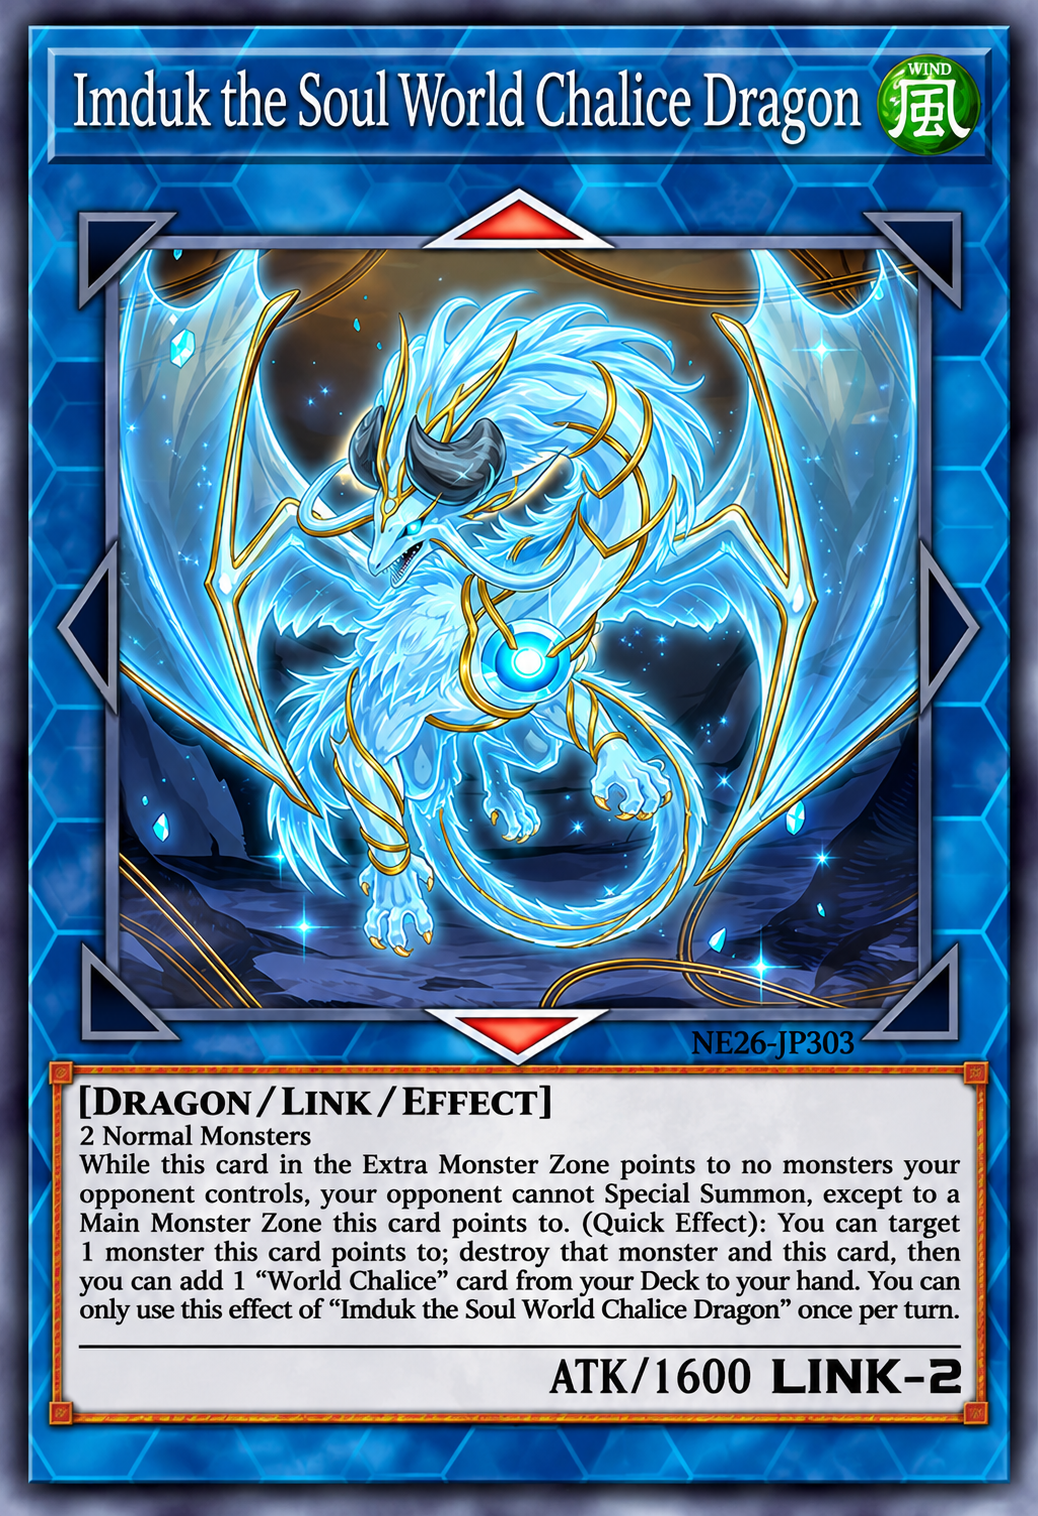 Imduk the Soul World Chalice Dragon
WIND
風
NE26-JP303
[DRAGON/LINK/EFFECT]
2 Normal Monsters
While this card in the Extra Monster Zone points to no monsters your
opponent controls, your opponent cannot Special Summon, except to a
Main Monster Zone this card points to. (Quick Effect): You can target
1 monster this card points to; destroy that monster and this card, then
you can add 1 “World Chalice” card from your Deck to your hand. You can
only use this effect of “Imduk the Soul World Chalice Dragon” once per turn.
ATK/1600 LINK-2